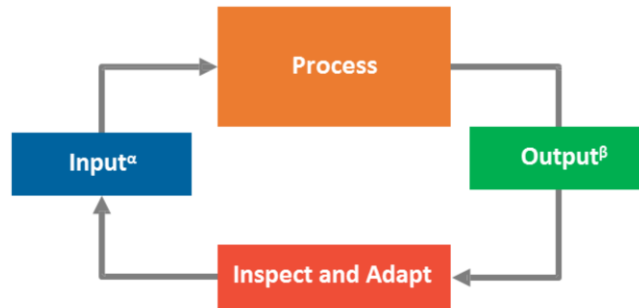 Process
Input^α
Output^β
Inspect and Adapt